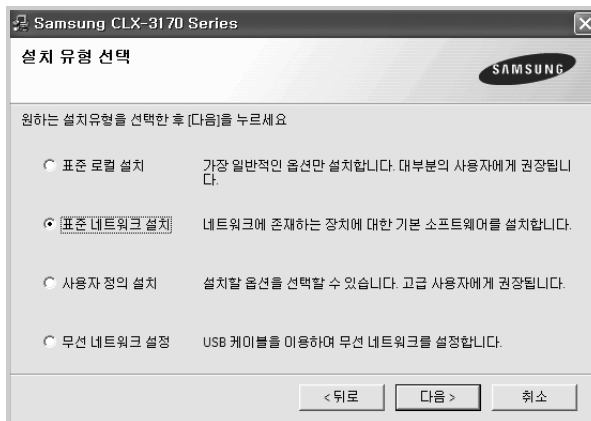 Samsung CLX-3170 Series
설치 유형 선택
SAMSUNG
원하는 설치유형을 선택한 후 [다음]을 누르세요
표준 로컬 설치
가장 일반적인 옵션만 설치합니다. 대부분의 사용자에게 권장됩니
다.
표준 네트워크 설치
네트워크에 존재하는 장치에 대한 기본 소프트웨어를 설치합니다.
사용자 정의 설치
설치할 옵션을 선택할 수 있습니다. 고급 사용자에게 권장됩니다.
무선 네트워크 설정
USB 케이블을 이용하여 무선 네트워크를 설정합니다.
< 뒤로
다음 >
취소